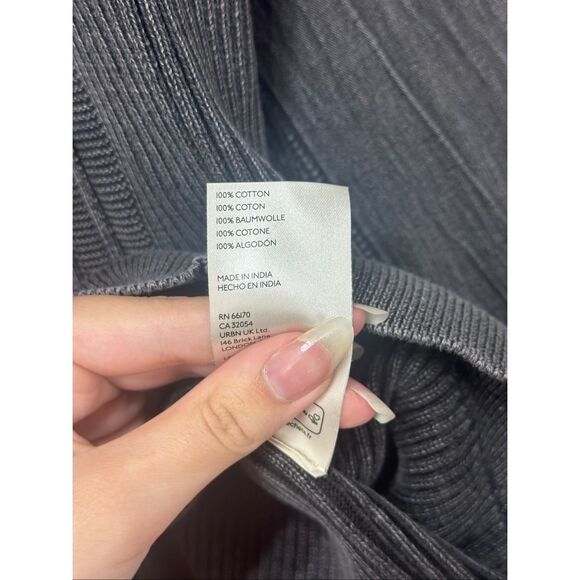 100% COTTON
100% COTON
100% BAUMWOLLE
100% COTONE
100% ALGODÓN
MADE IN INDIA
HECHO EN INDIA
RN 66170
CA 32054
URBN UK Ltd.
146 Brick Lane
LONDON